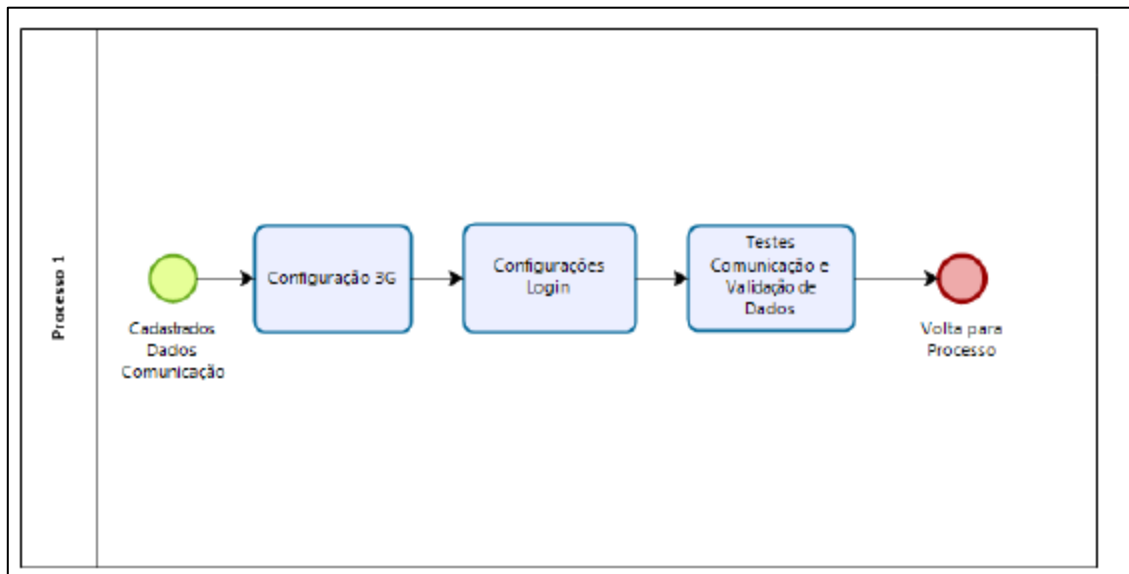 Processo 1
Cadastrados
Dados
Comunicação
Configuração 3G
Configurações
Login
Testes
Comunicação e
Validação de
Dados
Volta para
Processo